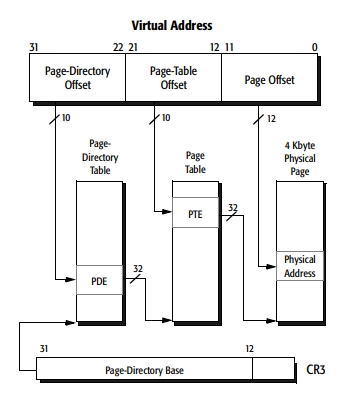 Virtual Address
31 22 21 12 11 0
Page-Directory Page-Table Page Offset
Offset Offset
10 10 12
Page- Page 4 Kbyte
Directory Table Physical
Table Page
PTE 32
PDE 32 Physical
Address
31 12
Page-Directory Base CR3